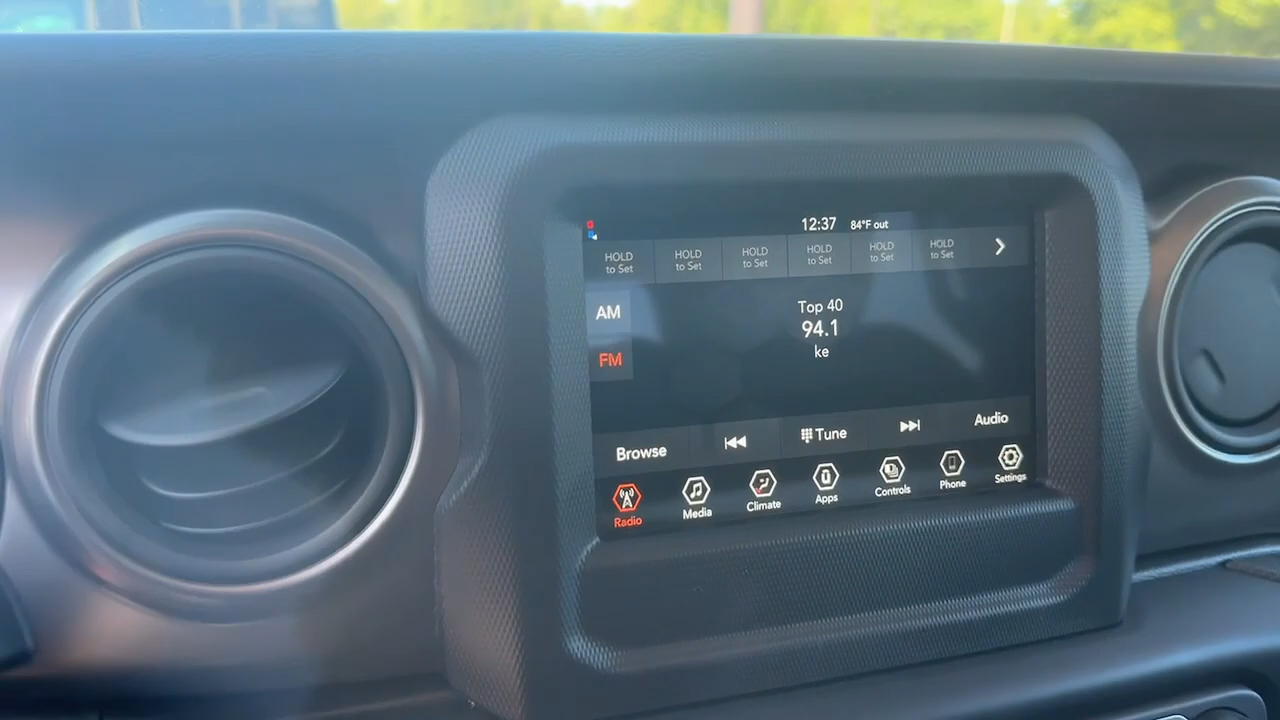 12:37 84°F out
HOLD to Set
HOLD to Set
HOLD to Set
HOLD to Set
HOLD to Set
HOLD to Set
AM
FM
Top 40
94.1
ke
Browse
Tune
Audio
Radio
Media
Climate
Apps
Controls
Phone
Settings